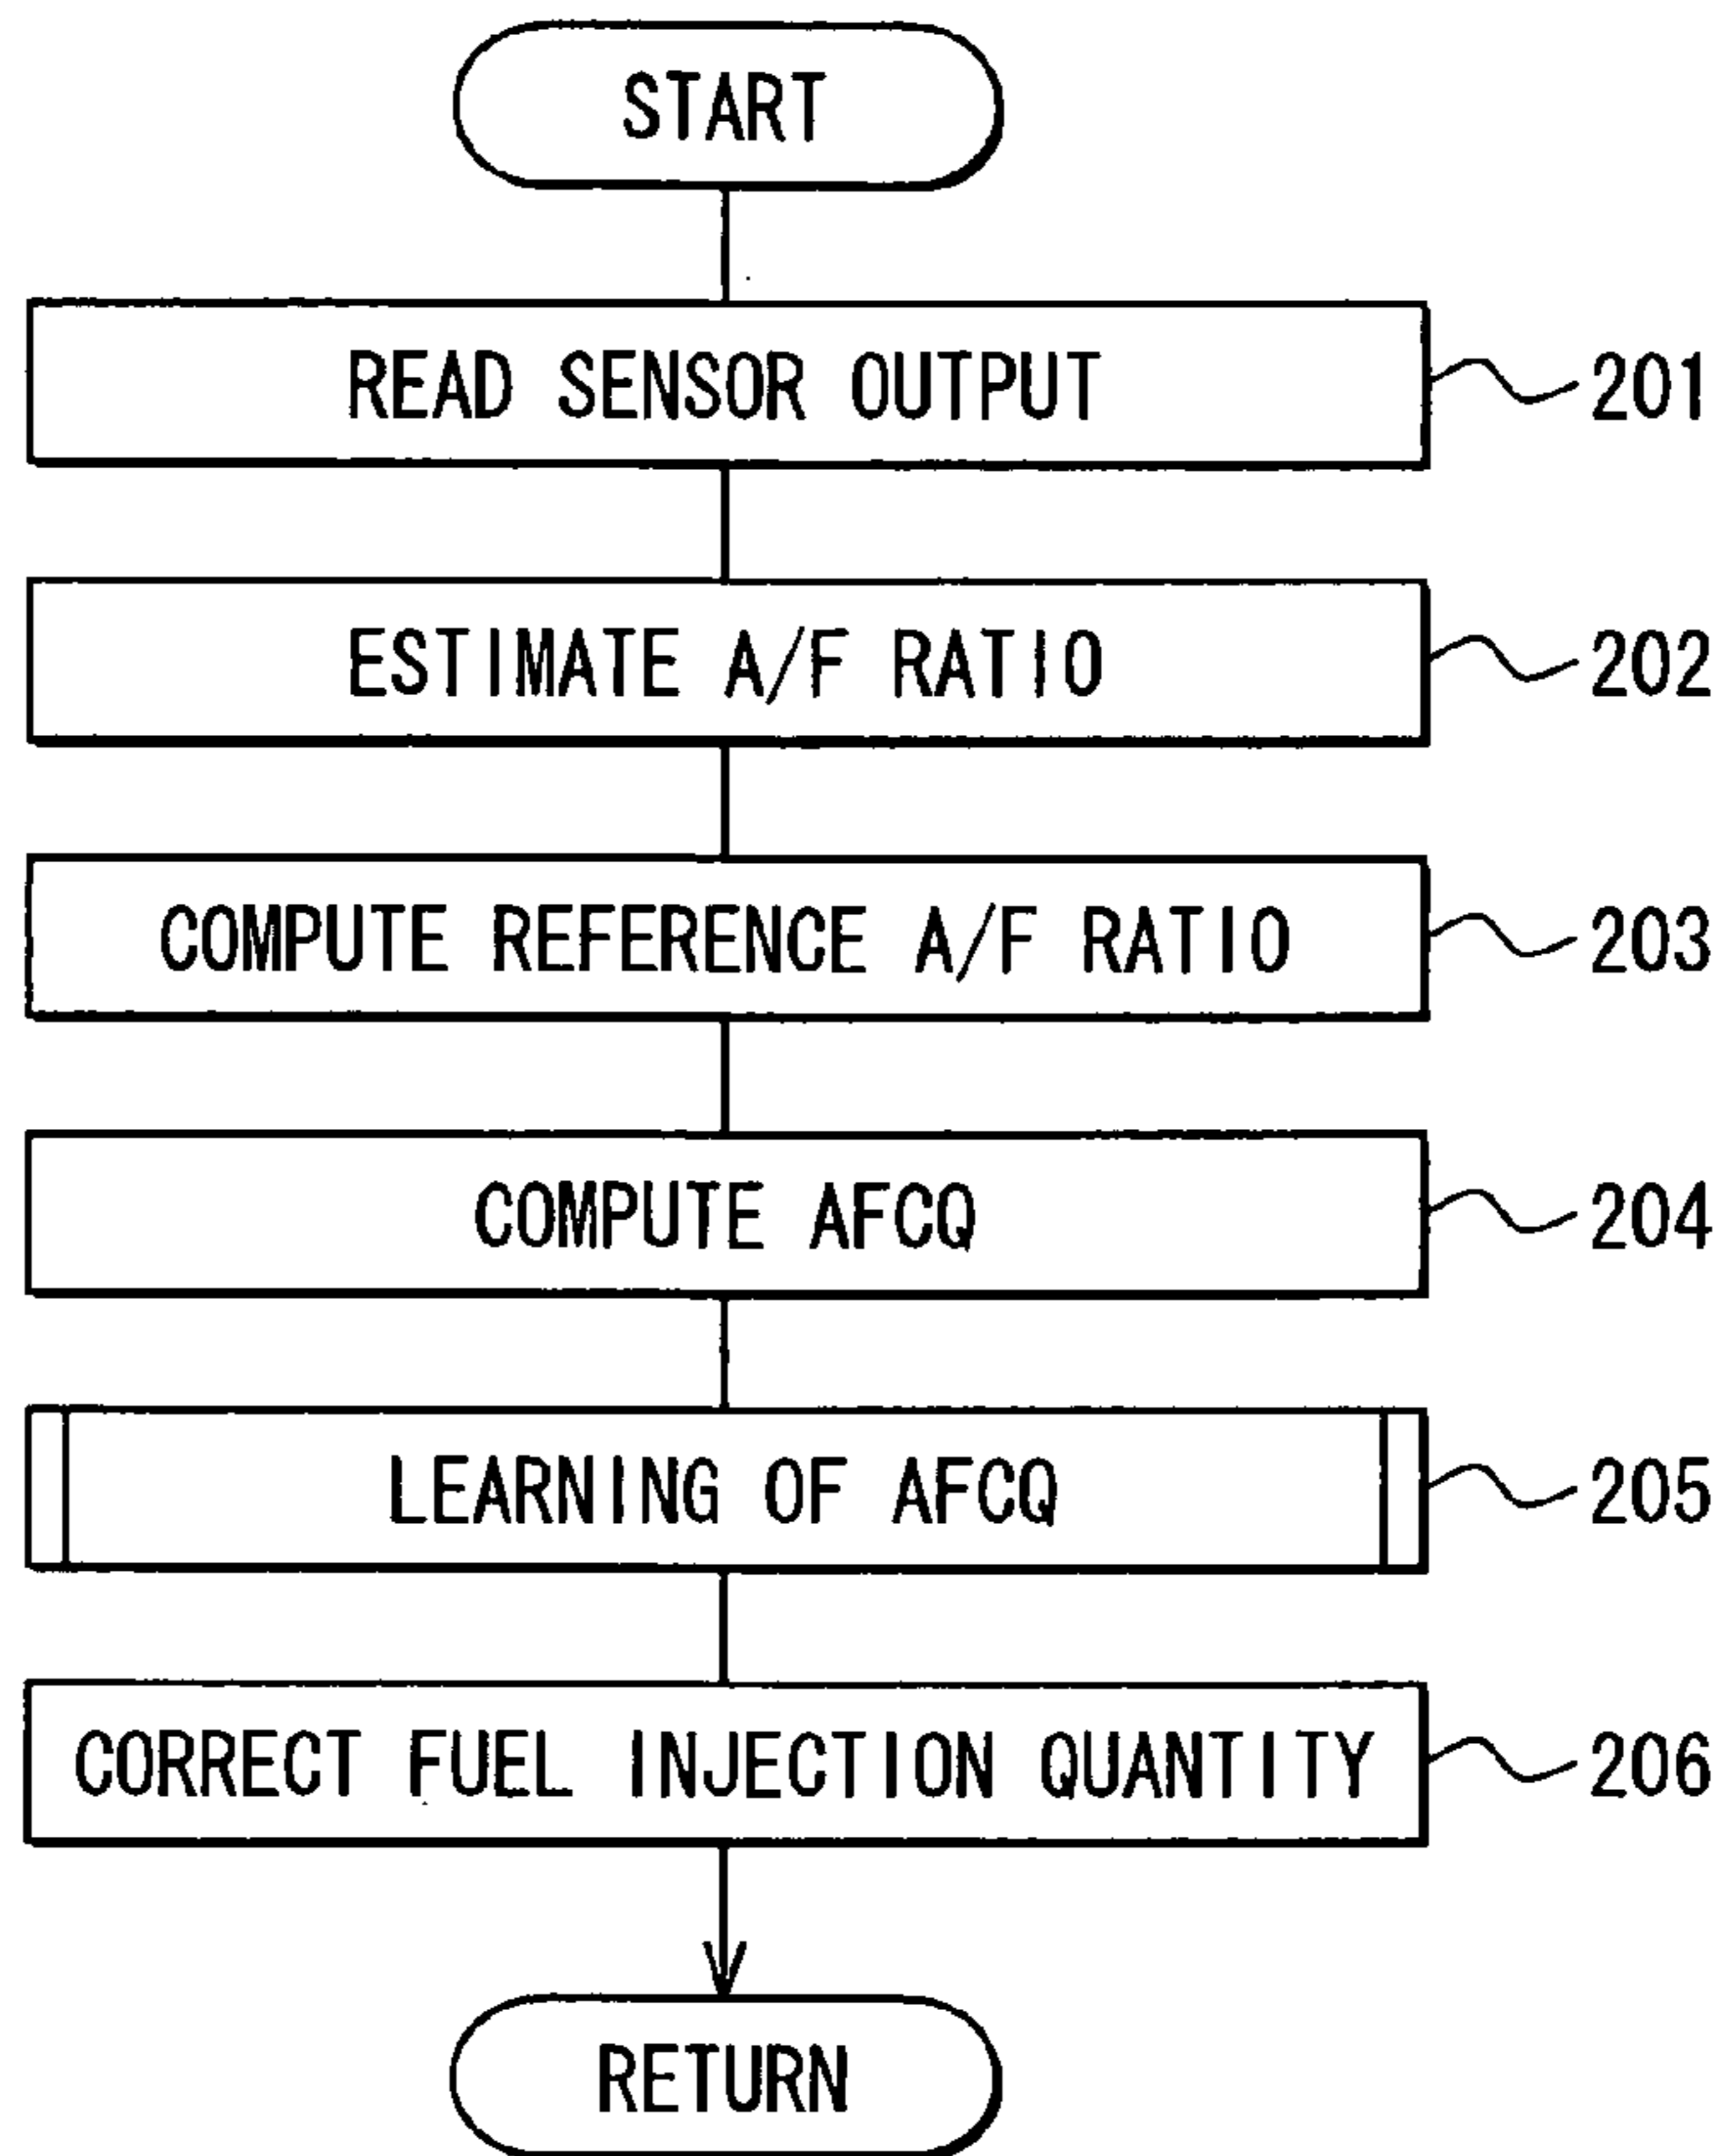 START
READ SENSOR OUTPUT 201
ESTIMATE A/F RATIO 202
COMPUTE REFERENCE A/F RATIO 203
COMPUTE AFCQ 204
LEARNING OF AFCQ 205
CORRECT FUEL INJECTION QUANTITY 206
RETURN